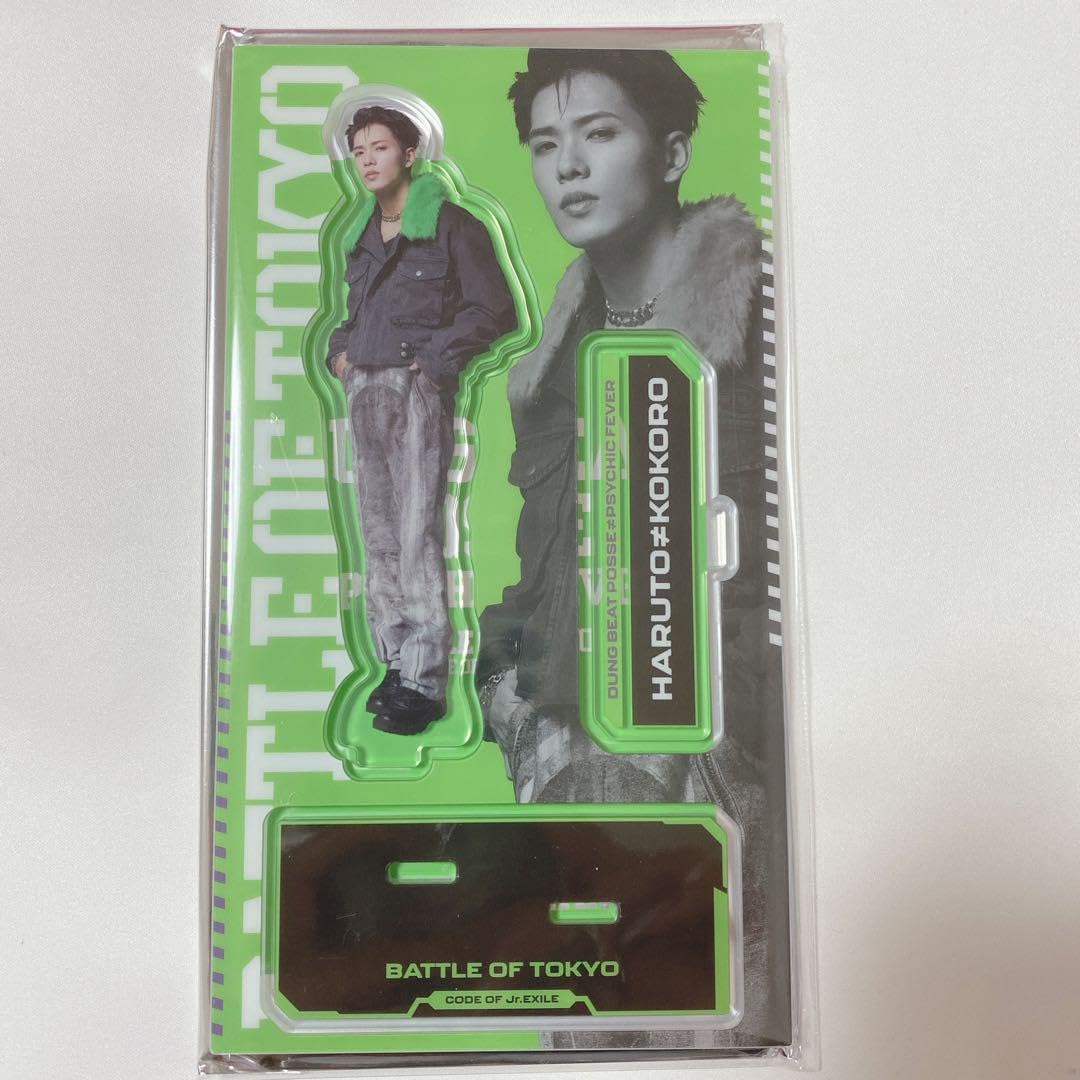 BATTLE OF TOKYO
DUNG BEAT POSSE≠PSYCHIC FEVER
HARUTO≠KOKORO
BATTLE OF TOKYO
CODE OF Jr.EXILE